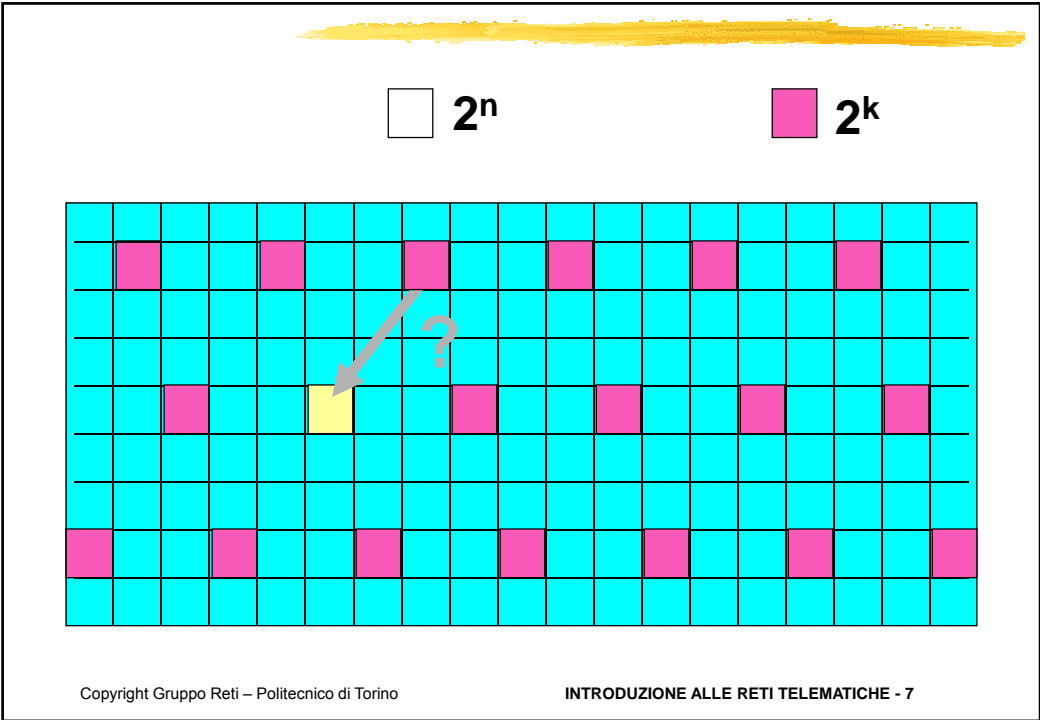 2ⁿ 2ᵏ
?
Copyright Gruppo Reti – Politecnico di Torino INTRODUZIONE ALLE RETI TELEMATICHE - 7